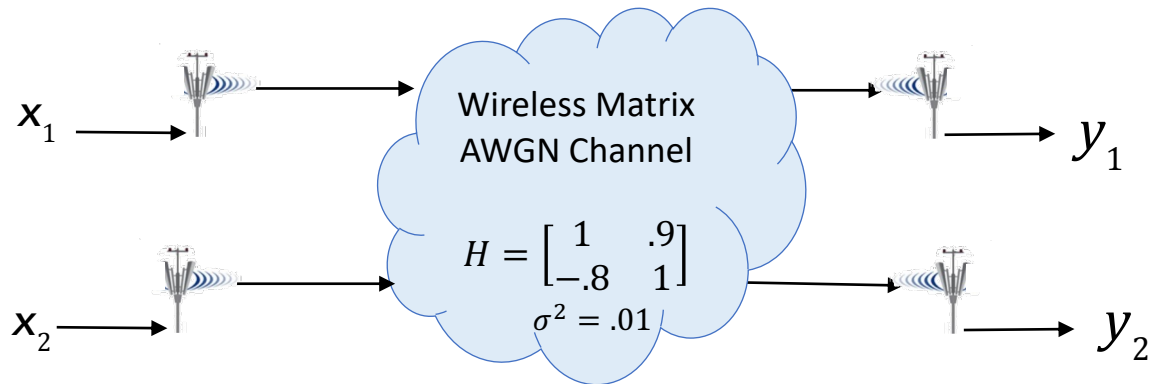 x₁
Wireless Matrix
AWGN Channel
y₁
H = [1 .9
−.8 1]
σ² = .01
x₂
y₂